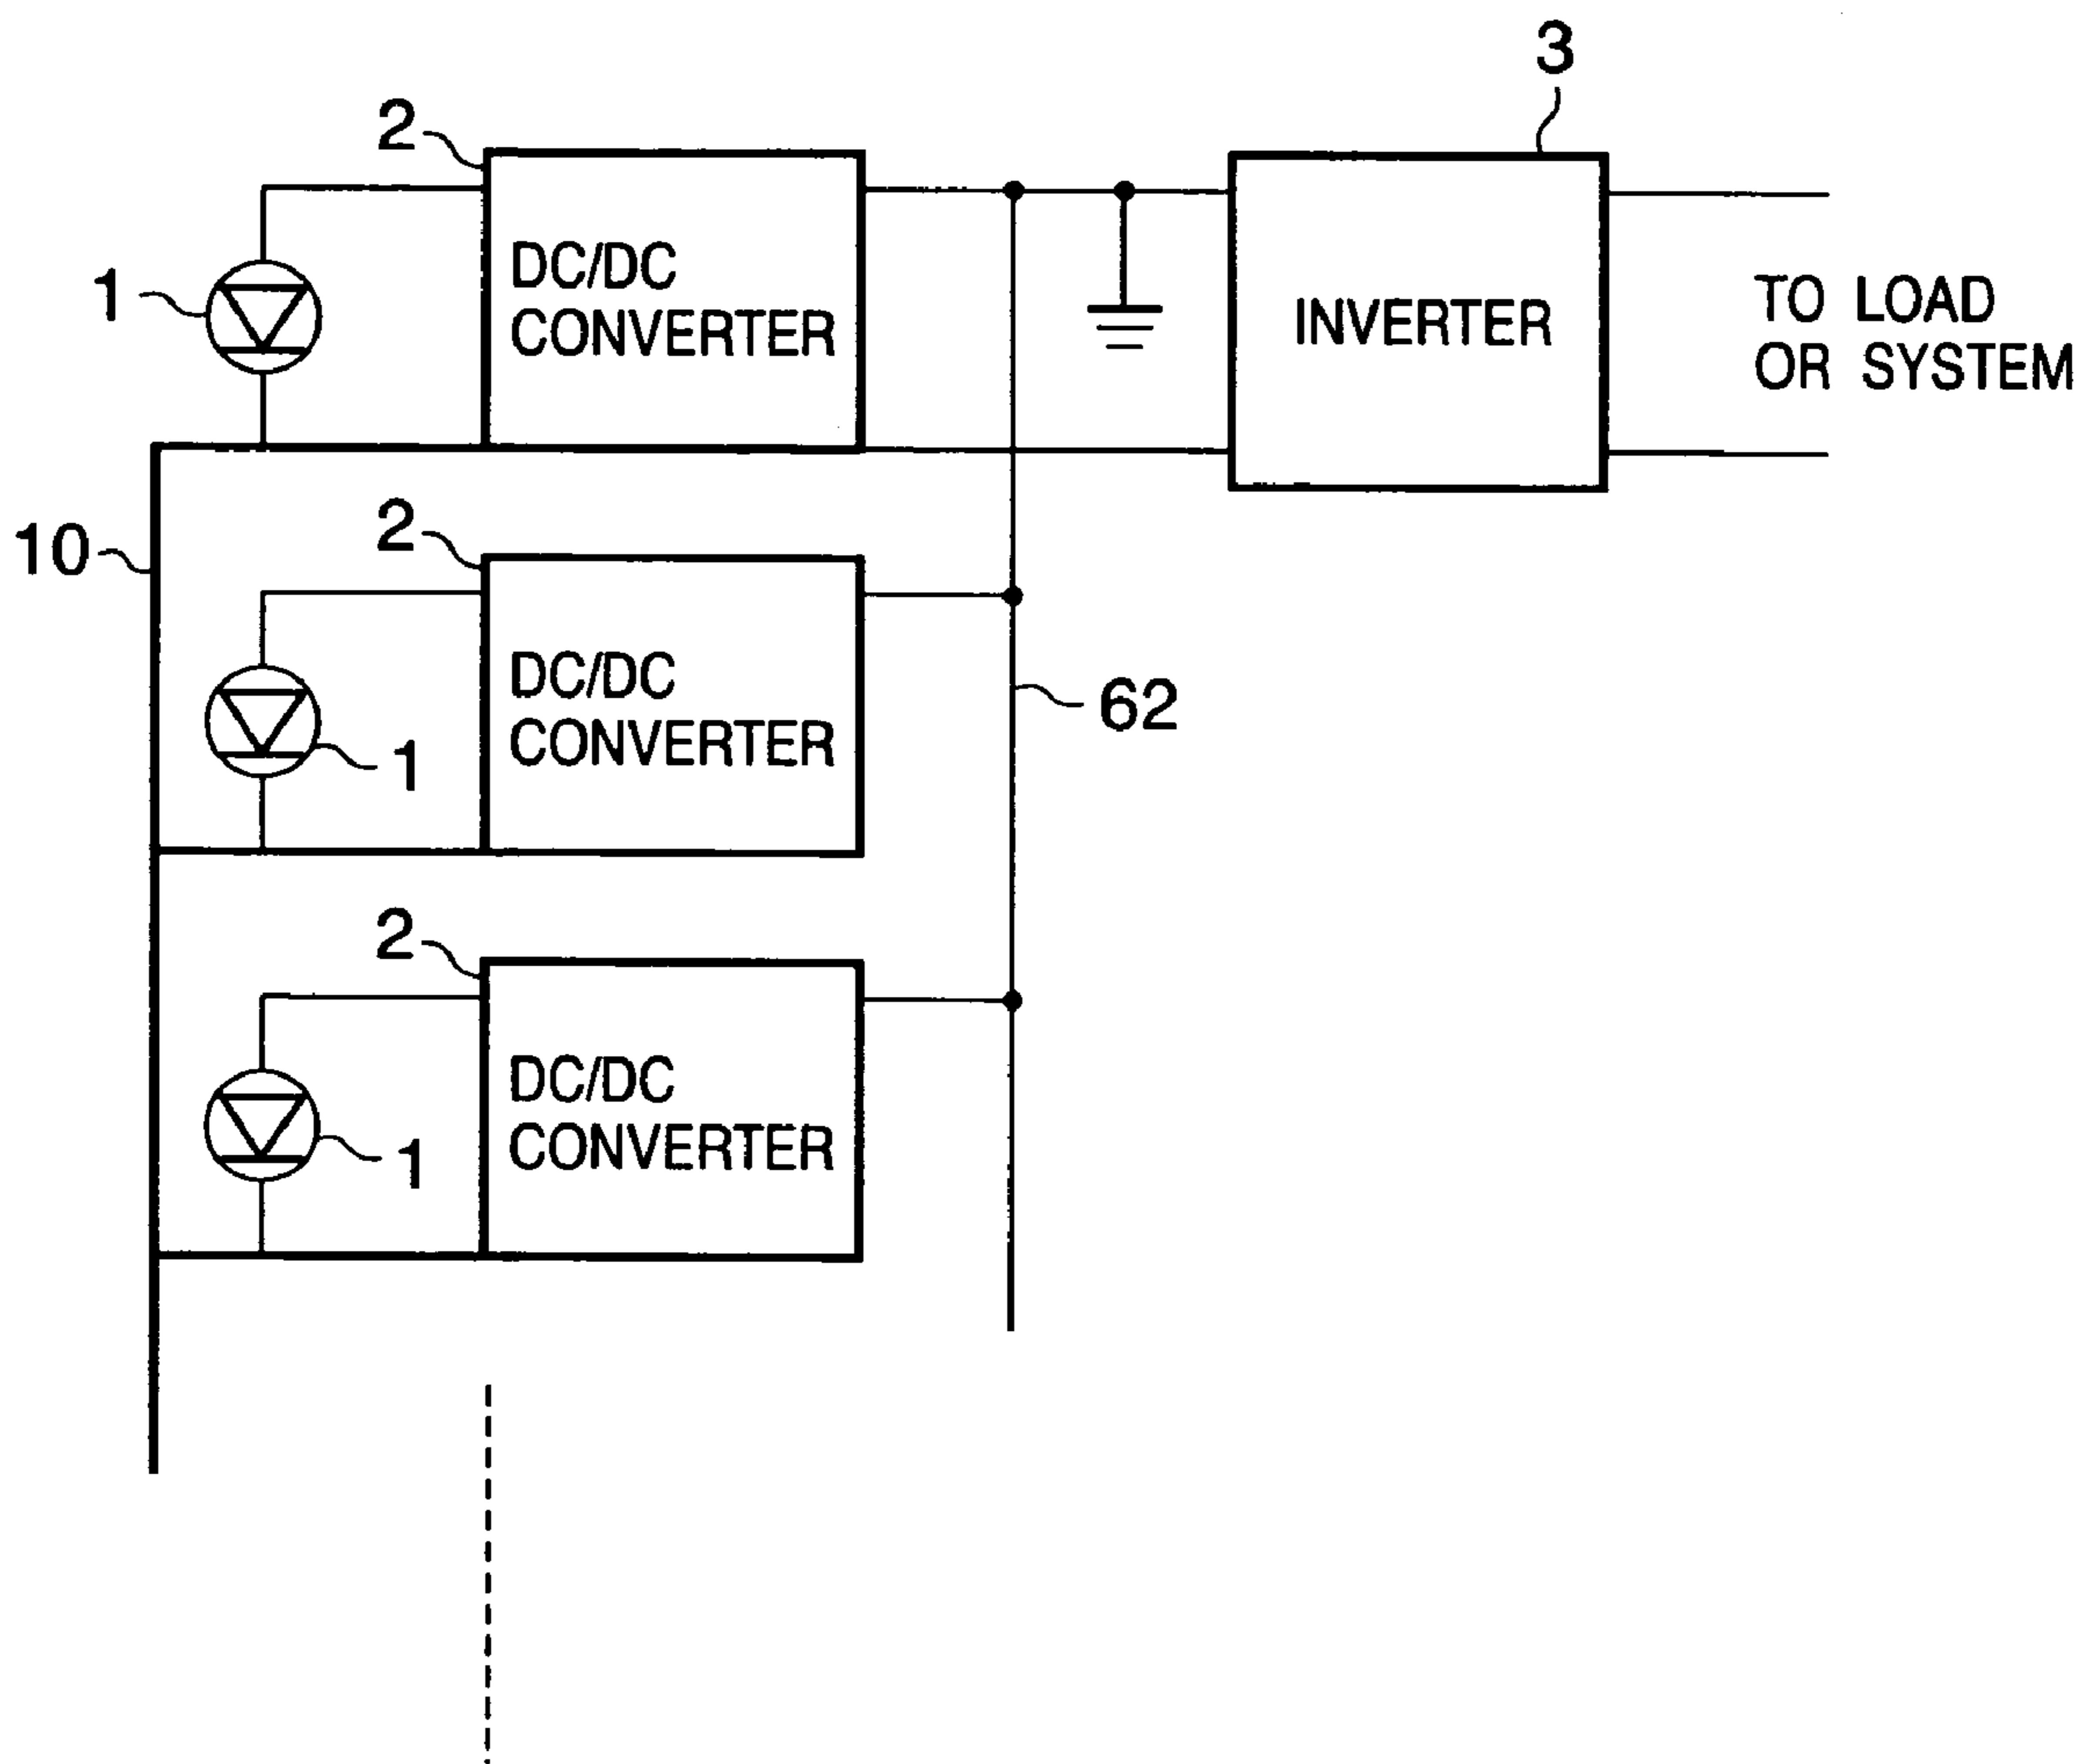 3
2
DC/DC
CONVERTER
1
INVERTER
TO LOAD
OR SYSTEM
10
2
DC/DC
CONVERTER
62
1
2
DC/DC
CONVERTER
1